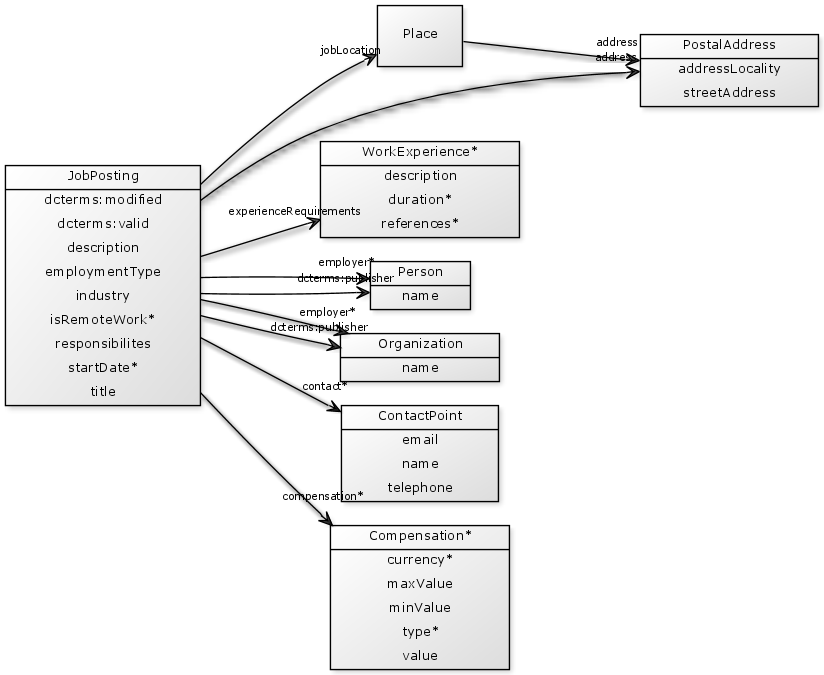 Place
jobLocation
address
address
PostalAddress
addressLocality
streetAddress
JobPosting
dcterms:modified
dcterms:valid
description
employmentType
industry
isRemoteWork*
responsibilites
startDate*
title
WorkExperience*
description
duration*
references*
experienceRequirements
employer*
dcterms:publisher
Person
name
employer*
dcterms:publisher
Organization
name
contact*
ContactPoint
email
name
telephone
compensation*
Compensation*
currency*
maxValue
minValue
type*
value